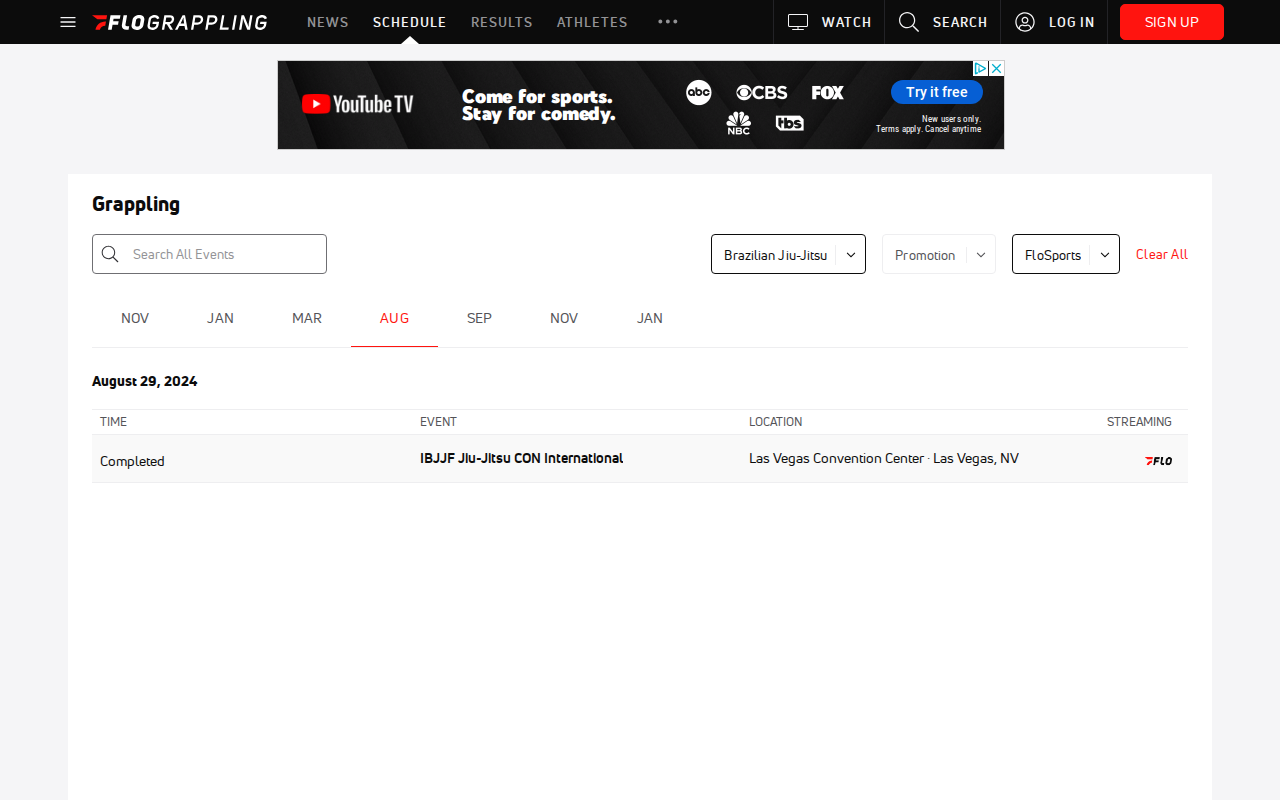 FLOGRAPPLING
NEWS
SCHEDULE
RESULTS
ATHLETES
WATCH
SEARCH
LOG IN
SIGN UP
YouTube TV
Come for sports.
Stay for comedy.
abc
CBS
FOX
NBC
tbs
Try it free
New users only.
Terms apply. Cancel anytime
Grappling
Search All Events
Brazilian Jiu-Jitsu
Promotion
FloSports
Clear All
NOV
JAN
MAR
AUG
SEP
NOV
JAN
August 29, 2024
TIME
EVENT
LOCATION
STREAMING
Completed
IBJJF Jiu-Jitsu CON International
Las Vegas Convention Center · Las Vegas, NV
FLO